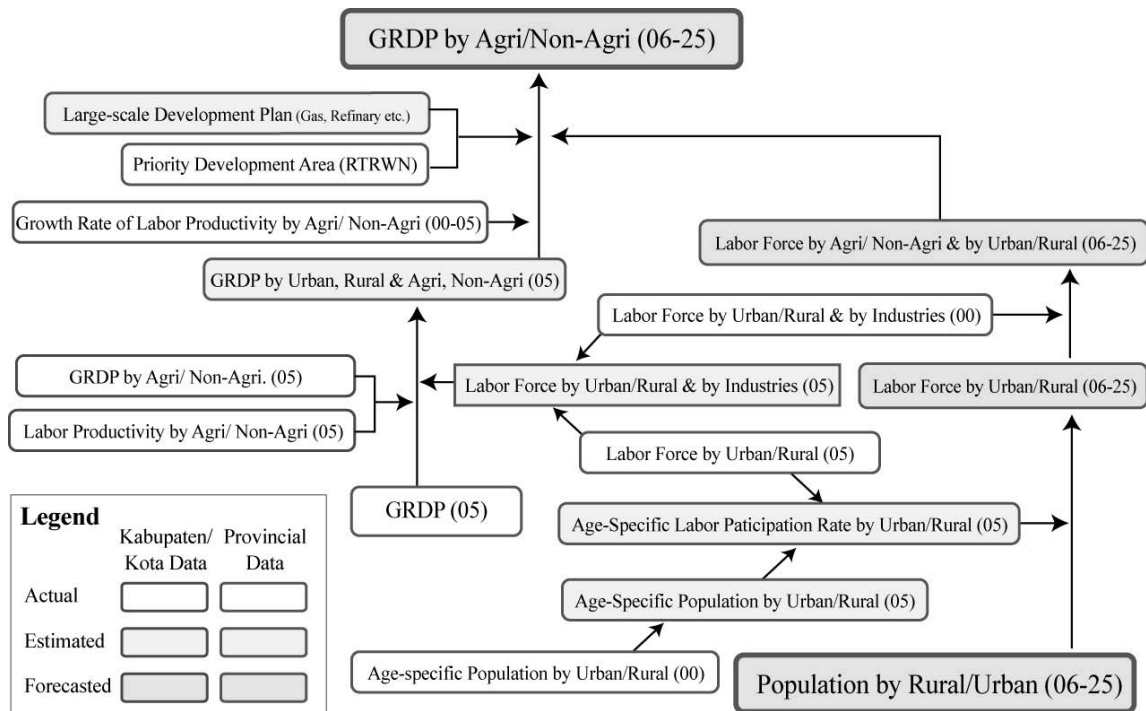 GRDP by Agri/Non-Agri (06-25)
Large-scale Development Plan (Gas, Refinary etc.)
Priority Development Area (RTRWN)
Growth Rate of Labor Productivity by Agri/ Non-Agri (00-05)
Labor Force by Agri/ Non-Agri & by Urban/Rural (06-25)
GRDP by Urban, Rural & Agri, Non-Agri (05)
Labor Force by Urban/Rural & by Industries (00)
GRDP by Agri/ Non-Agri. (05)
Labor Force by Urban/Rural & by Industries (05)
Labor Force by Urban/Rural (06-25)
Labor Productivity by Agri/ Non-Agri (05)
Labor Force by Urban/Rural (05)
GRDP (05)
Age-Specific Labor Paticipation Rate by Urban/Rural (05)
Age-Specific Population by Urban/Rural (05)
Age-specific Population by Urban/Rural (00)
Population by Rural/Urban (06-25)
Legend
Kabupaten/
Kota Data
Provincial
Data
Actual
Estimated
Forecasted